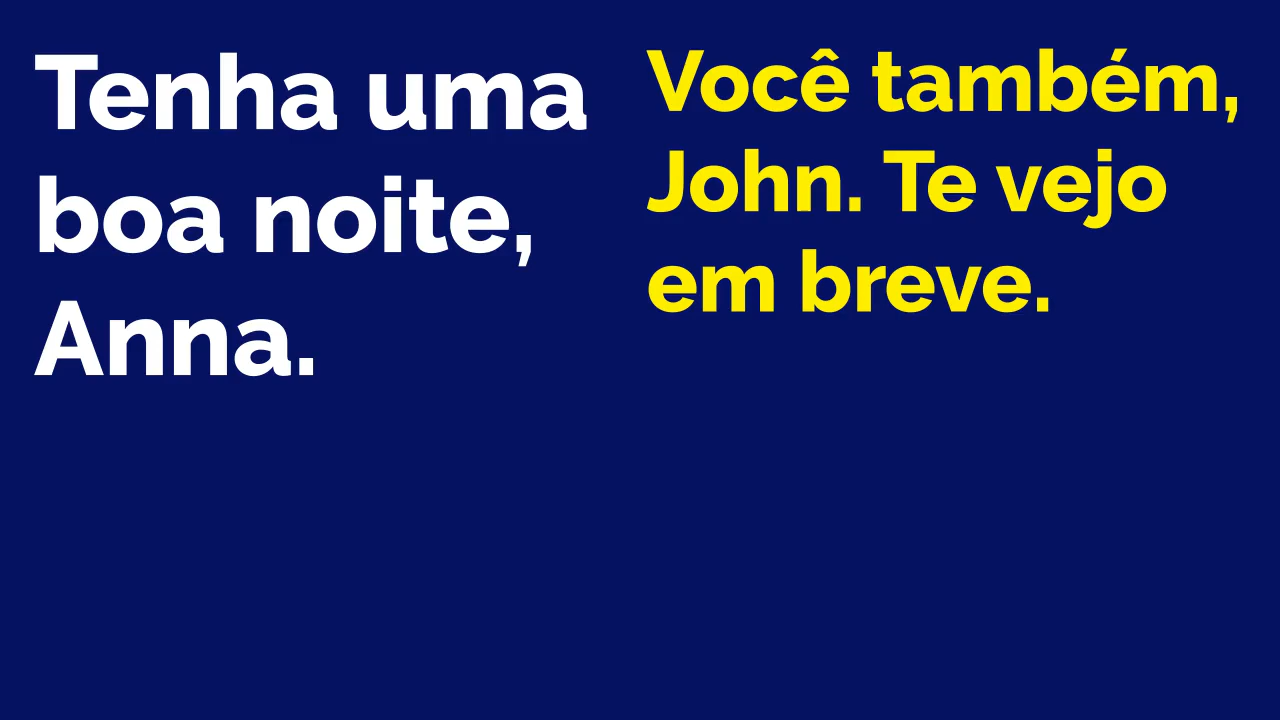 Tenha uma
boa noite,
Anna.
Você também,
John. Te vejo
em breve.